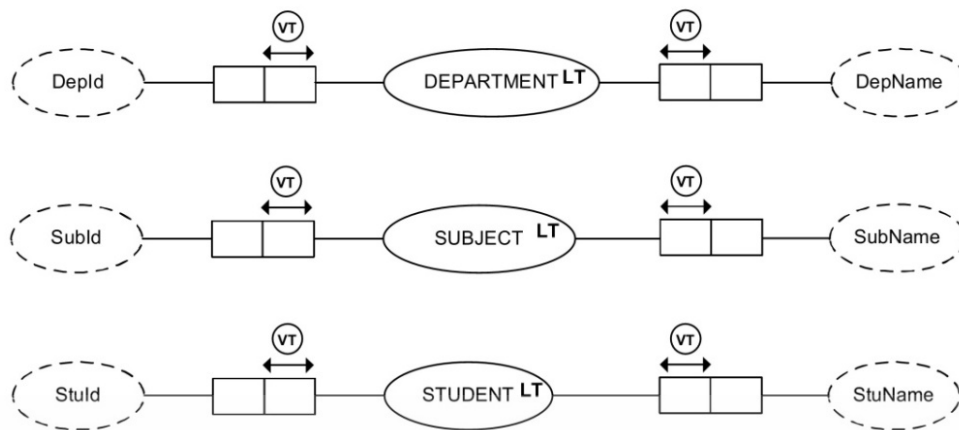 VT VT
DepId DEPARTMENT LT DepName
VT VT
SubId SUBJECT LT SubName
VT VT
StuId STUDENT LT StuName